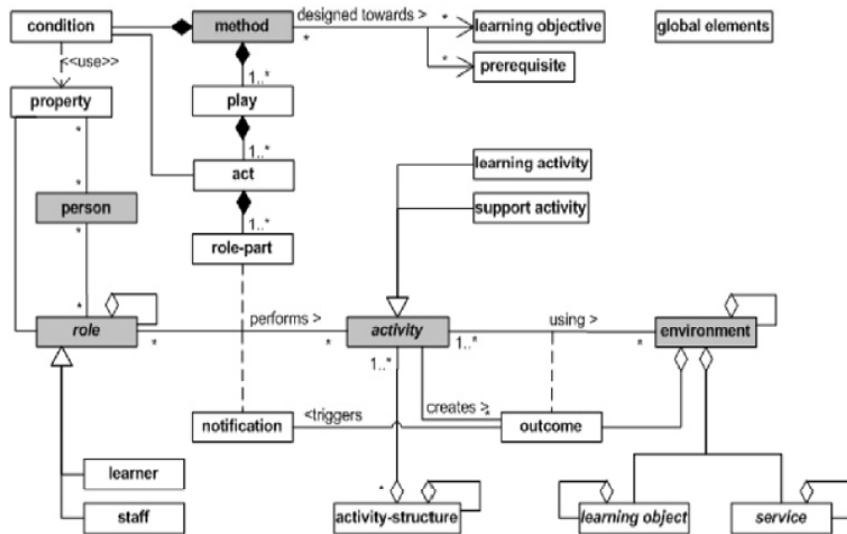 condition
method
designed towards >
*
*
learning objective
global elements
<<use>>
1..*
*
prerequisite
property
play
*
1..*
learning activity
act
*
support activity
person
1..*
*
role-part
*
performs >
using >
role
activity
environment
*
*
1..*
*
1..*
creates >
*
notification
<triggers
outcome
learner
*
staff
activity-structure
learning object
service